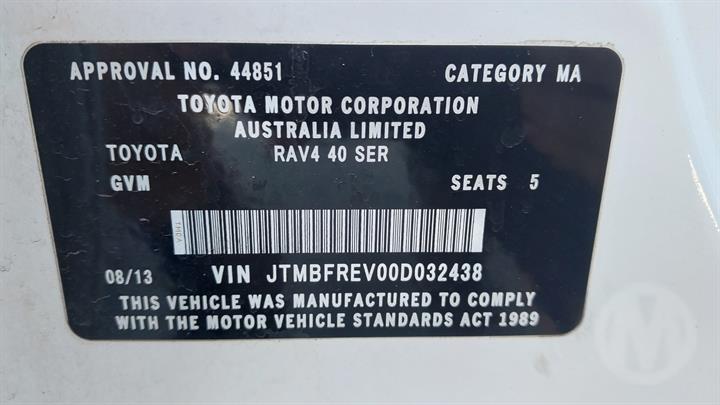 APPROVAL NO. 44851 CATEGORY MA
TOYOTA MOTOR CORPORATION
AUSTRALIA LIMITED
TOYOTA RAV4 40 SER
GVM SEATS 5
TMCA
08/13 VIN JTMBFREV00D032438
THIS VEHICLE WAS MANUFACTURED TO COMPLY
WITH THE MOTOR VEHICLE STANDARDS ACT 1989
M